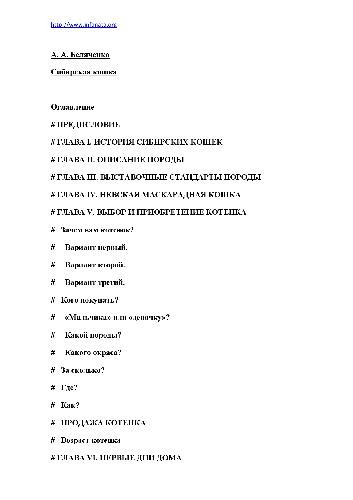 http://www.infanata.org
А. А. Беляченко
Сибирская кошка
Оглавление
# ПРЕДИСЛОВИЕ
# ГЛАВА I. ИСТОРИЯ СИБИРСКИХ КОШЕК
# ГЛАВА II. ОПИСАНИЕ ПОРОДЫ
# ГЛАВА III. ВЫСТАВОЧНЫЕ СТАНДАРТЫ ПОРОДЫ
# ГЛАВА IV. НЕВСКАЯ МАСКАРАДНАЯ КОШКА
# ГЛАВА V. ВЫБОР И ПРИОБРЕТЕНИЕ КОТЕНКА
# Зачем вам котенок?
# Вариант первый.
# Вариант второй.
# Вариант третий.
# Кого покупать?
# «Мальчика» или «девочку»?
# Какой породы?
# Какого окраса?
# За сколько?
# Где?
# Как?
# ПРОДАЖА КОТЕНКА
# Возраст котенка
# ГЛАВА VI. ПЕРВЫЕ ДНИ ДОМА